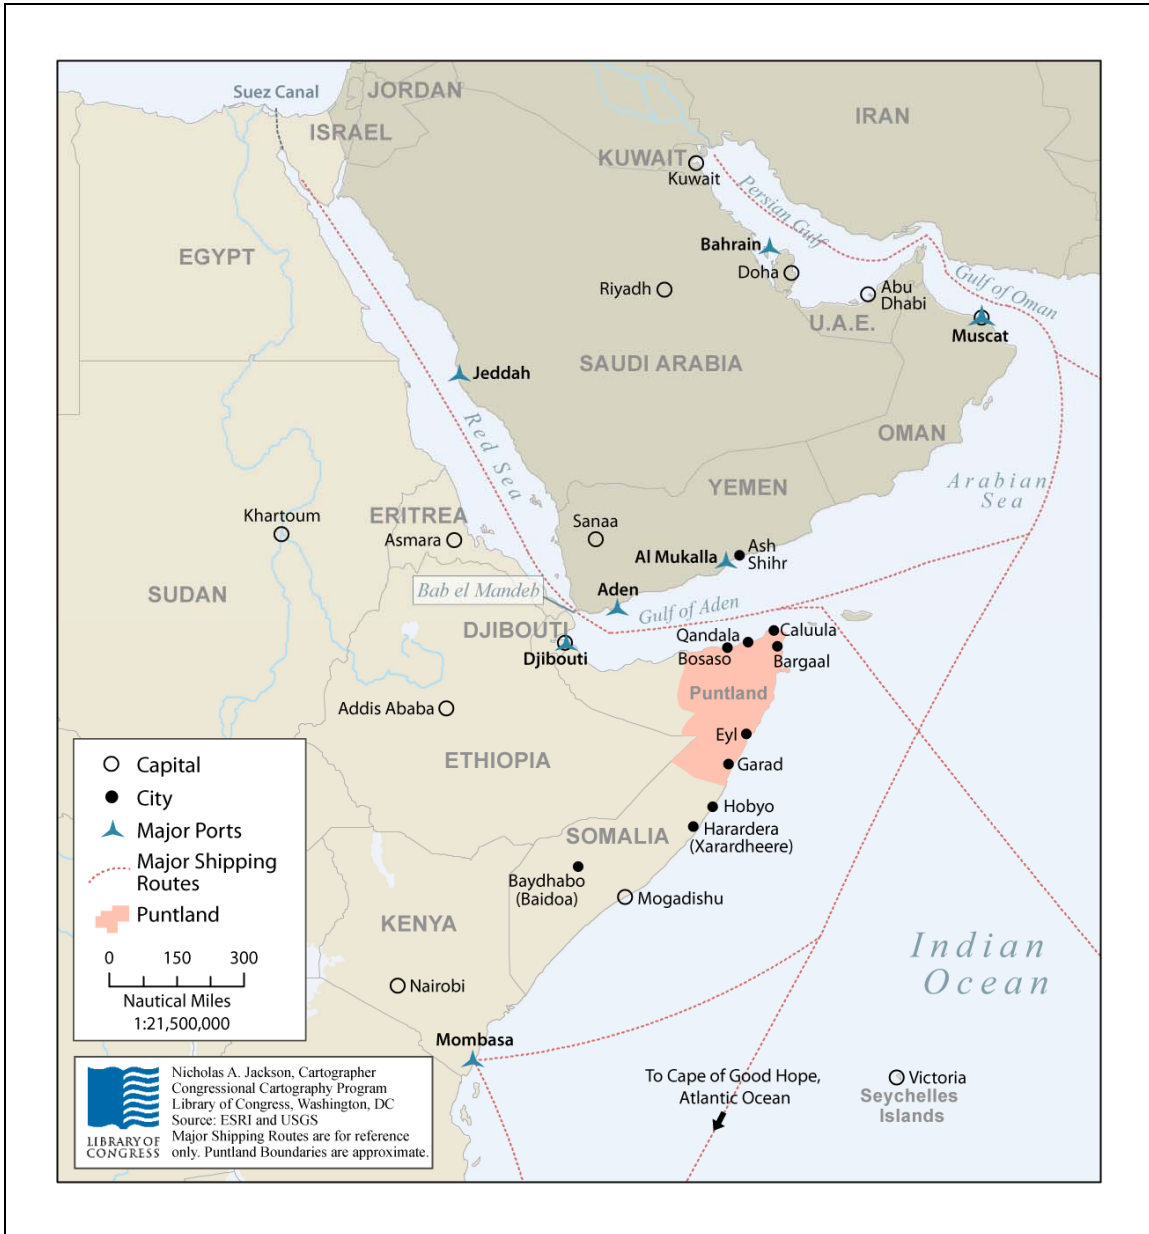 Suez Canal
JORDAN
ISRAEL
IRAN
KUWAIT
Kuwait
Persian Gulf
EGYPT
Bahrain
Doha
Riyadh
Abu
Dhabi
Gulf of Oman
U.A.E.
Muscat
Jeddah
SAUDI ARABIA
Red Sea
OMAN
Arabian
Sea
YEMEN
Khartoum
ERITREA
Asmara
Sanaa
Al Mukalla
Ash
Shihr
SUDAN
Bab el Mandeb
Aden
Gulf of Aden
DJIBOUTI
Djibouti
Qandala
Caluula
Bosaso
Bargaal
Puntland
Addis Ababa
Eyl
ETHIOPIA
Garad
Hobyo
SOMALIA
Harardera
(Xarardheere)
Baydhabo
(Baidoa)
Mogadishu
KENYA
Indian
Ocean
Nairobi
Mombasa
To Cape of Good Hope,
Atlantic Ocean
Victoria
Seychelles
Islands
Capital
City
Major Ports
Major Shipping
Routes
Puntland
0 150 300
Nautical Miles
1:21,500,000
LIBRARY OF
CONGRESS
Nicholas A. Jackson, Cartographer
Congressional Cartography Program
Library of Congress, Washington, DC
Source: ESRI and USGS
Major Shipping Routes are for reference
only. Puntland Boundaries are approximate.